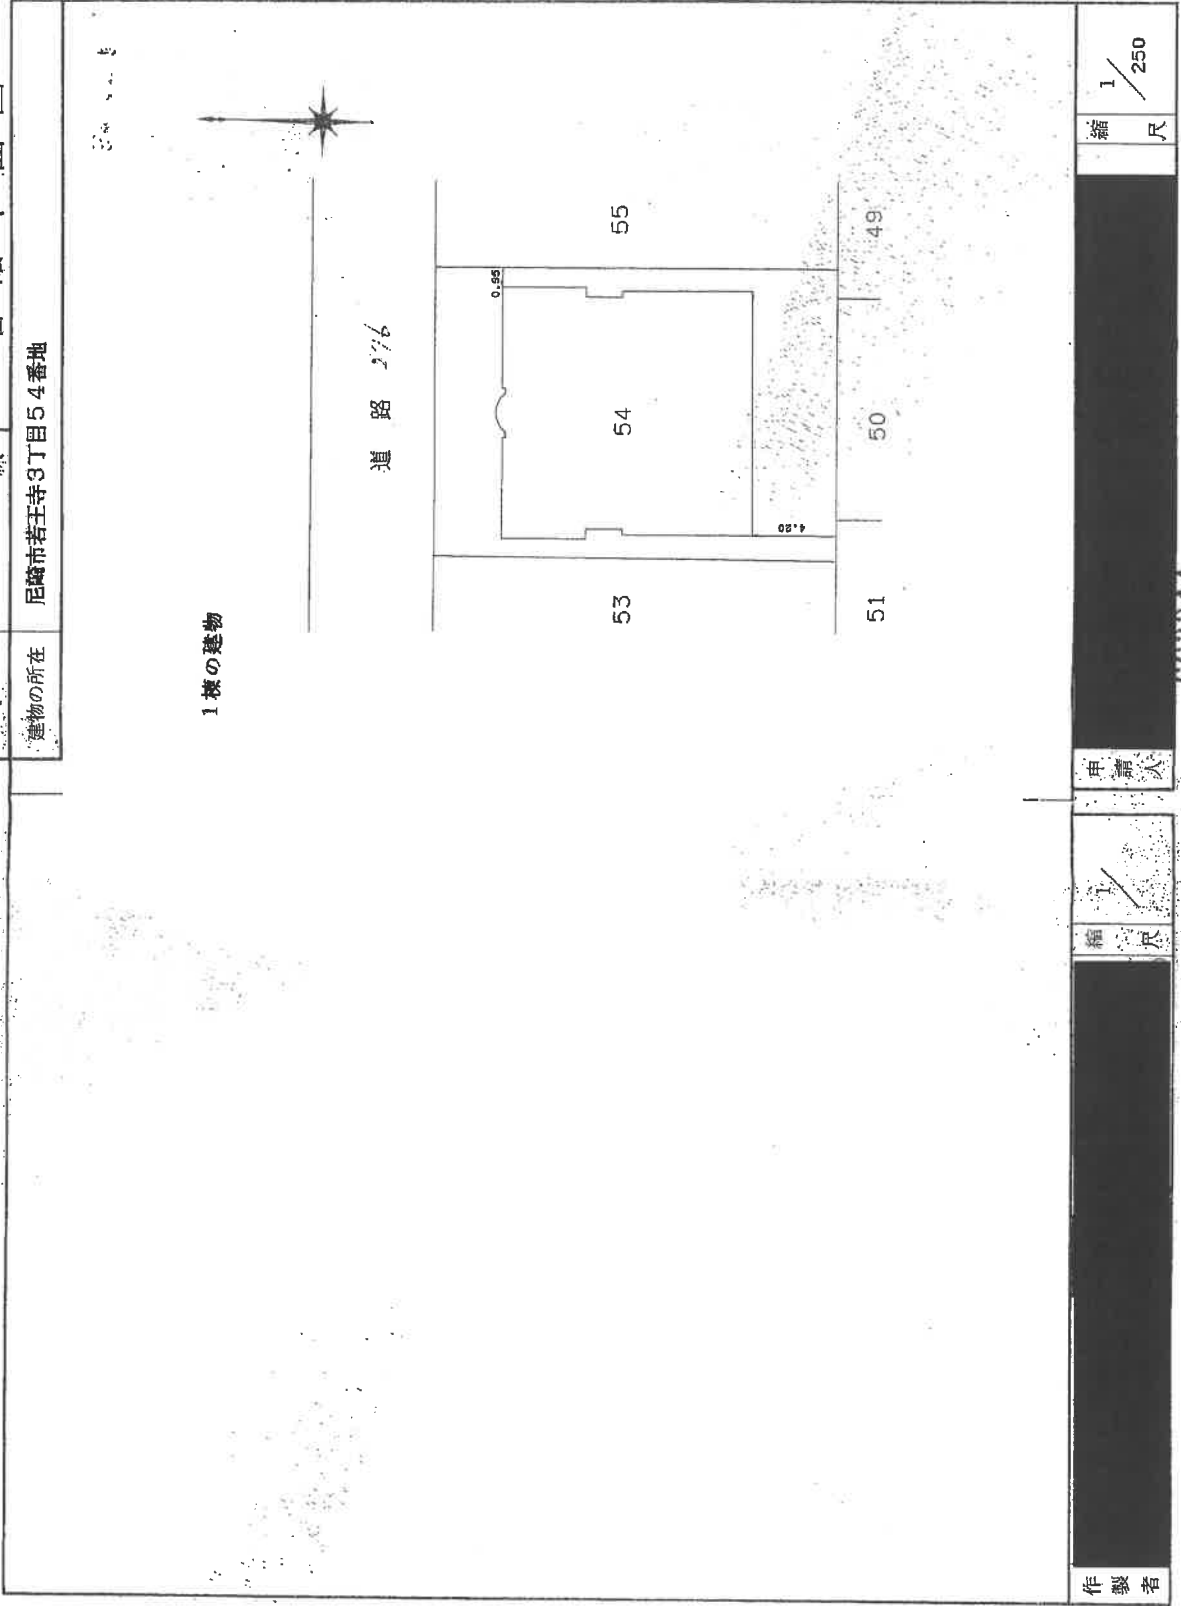 建物の所在 尼崎市若王寺3丁目54番地
1棟の建物
道路
0.95
53
54
55
4.20
51
50
49
作製者
縮尺 1/
申請人
縮尺 1/250